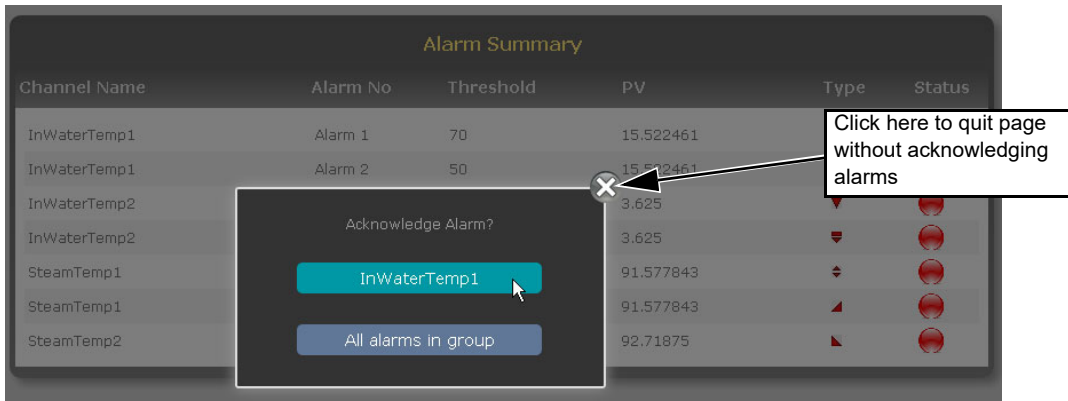 Alarm Summary
Channel Name Alarm No Threshold PV Type Status
InWaterTemp1 Alarm 1 70 15.522461
Click here to quit page
without acknowledging
alarms
InWaterTemp1 Alarm 2 50 15.522461
InWaterTemp2 3.625
InWaterTemp2 3.625
SteamTemp1 91.577843
SteamTemp1 91.577843
SteamTemp2 92.71875
Acknowledge Alarm?
InWaterTemp1
All alarms in group